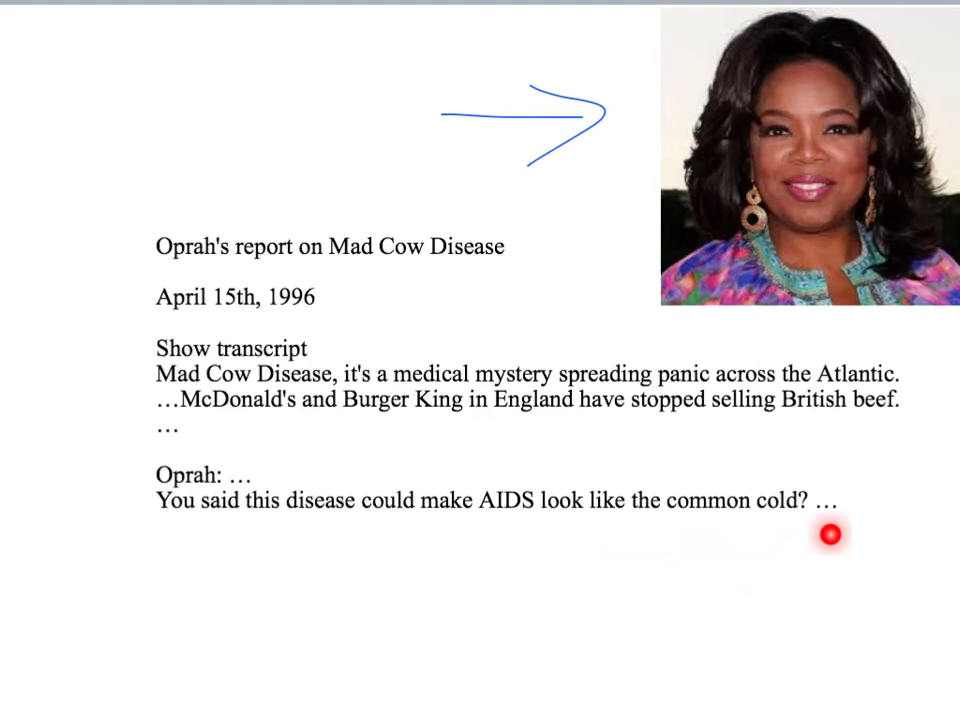 Oprah's report on Mad Cow Disease
April 15th, 1996
Show transcript
Mad Cow Disease, it's a medical mystery spreading panic across the Atlantic.
…McDonald's and Burger King in England have stopped selling British beef.
…
Oprah: …
You said this disease could make AIDS look like the common cold? …